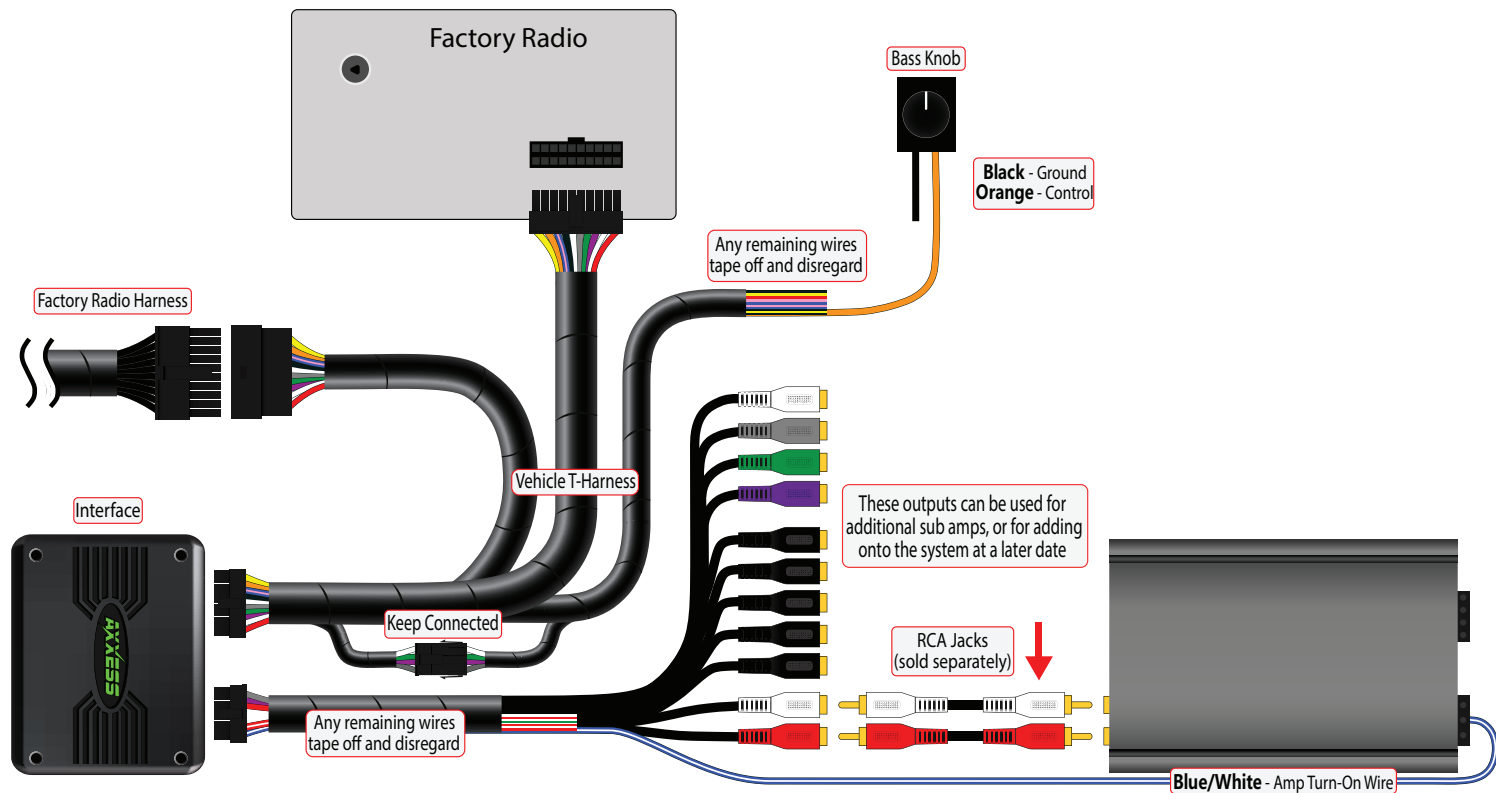 Factory Radio
Bass Knob
Black - Ground
Orange - Control
Any remaining wires
tape off and disregard
Factory Radio Harness
Vehicle T-Harness
Interface
These outputs can be used for
additional sub amps, or for adding
onto the system at a later date
AXXESS
Keep Connected
RCA Jacks
(sold separately)
Any remaining wires
tape off and disregard
Blue/White - Amp Turn-On Wire